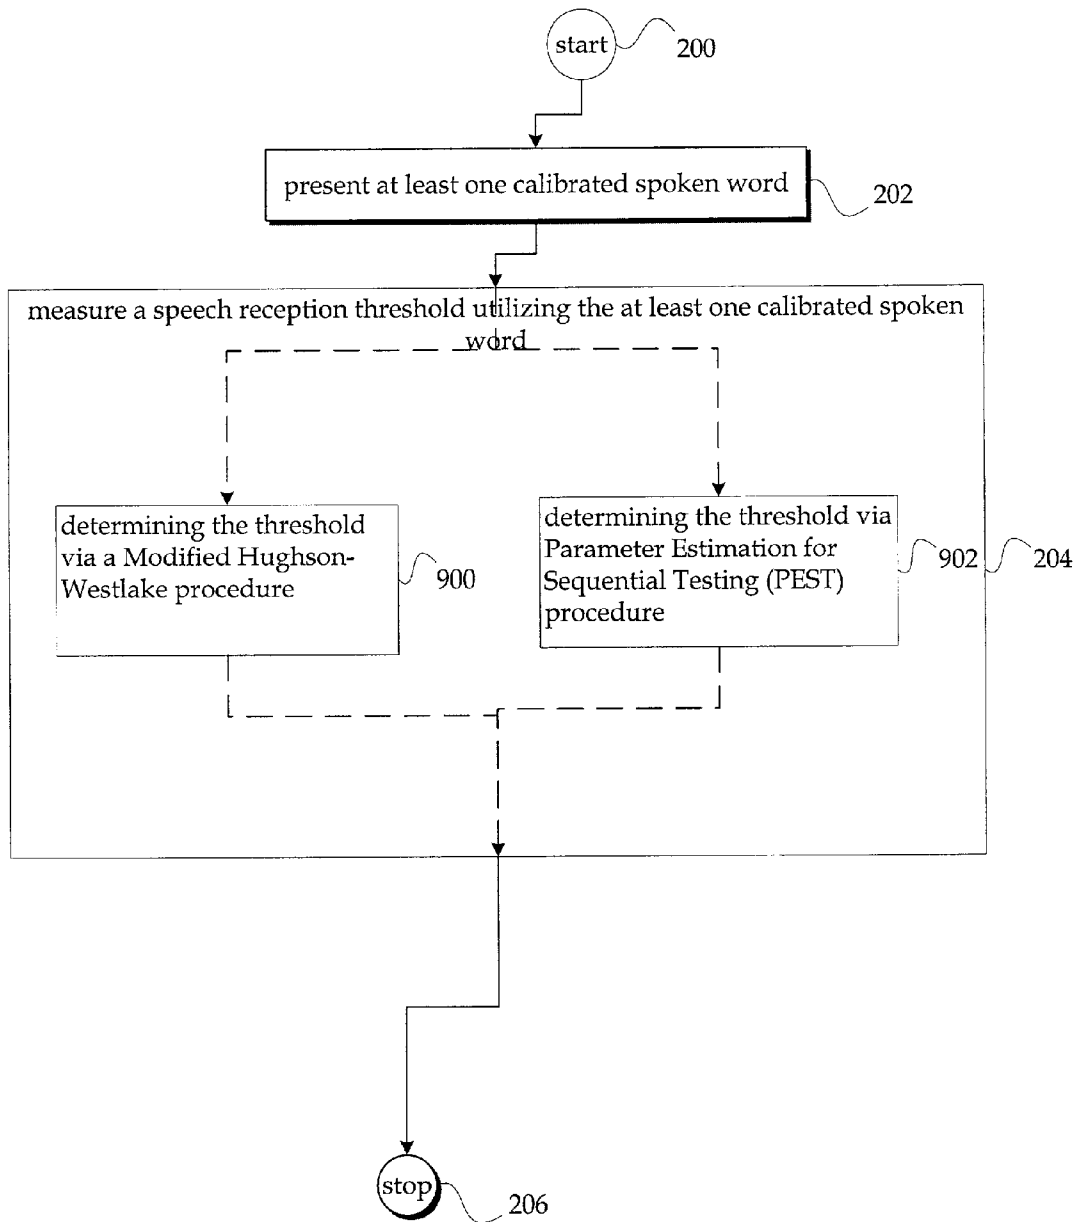 start
200
present at least one calibrated spoken word
202
measure a speech reception threshold utilizing the at least one calibrated spoken
word
determining the threshold
via a Modified Hughson-
Westlake procedure
900
determining the threshold via
Parameter Estimation for
Sequential Testing (PEST)
procedure
902
204
stop
206